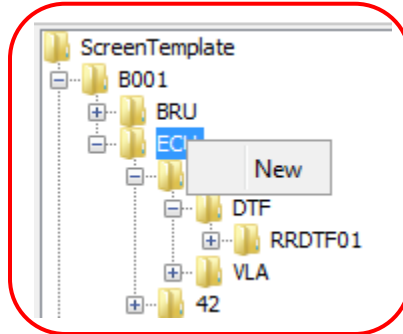 ScreenTemplate
B001
BRU
ECU
New
DTF
RRDTF01
VLA
42